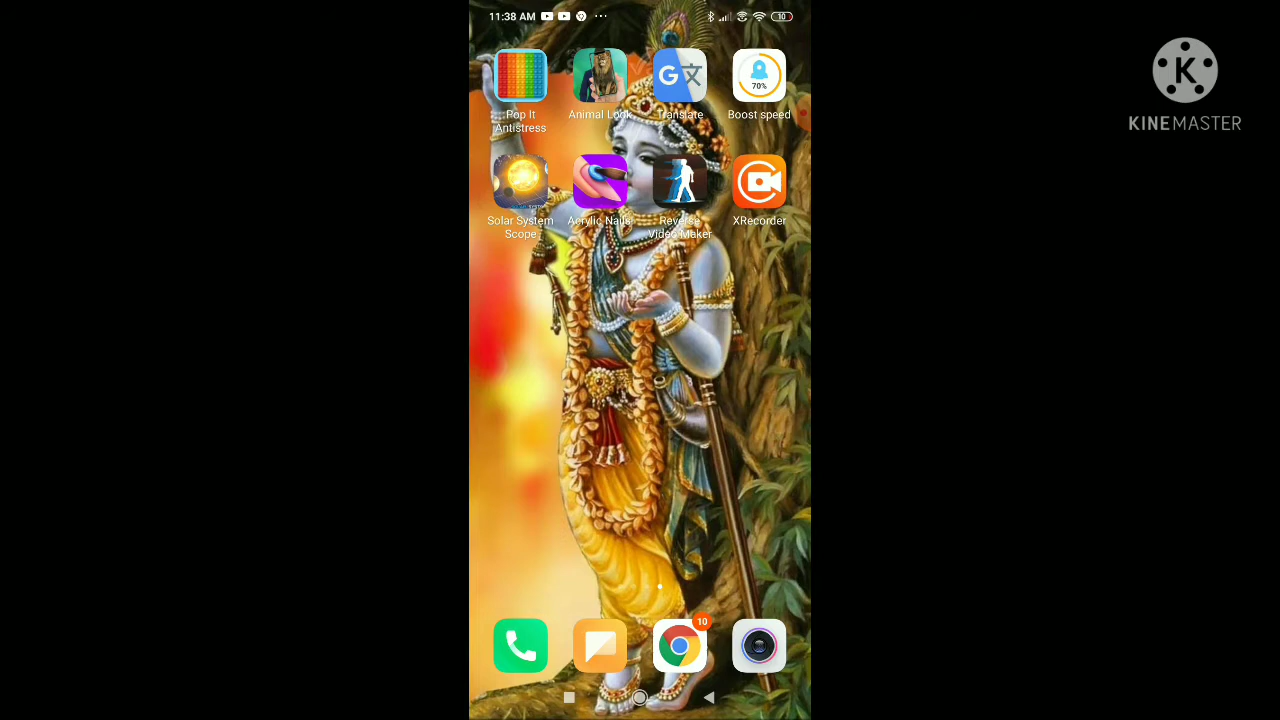 11:38 AM
10
70%
Pop It
Antistress
Animal Look
Translate
Boost speed
Solar System
Scope
Acrylic Nails
Reverse
Video Maker
XRecorder
10
K
KINEMASTER